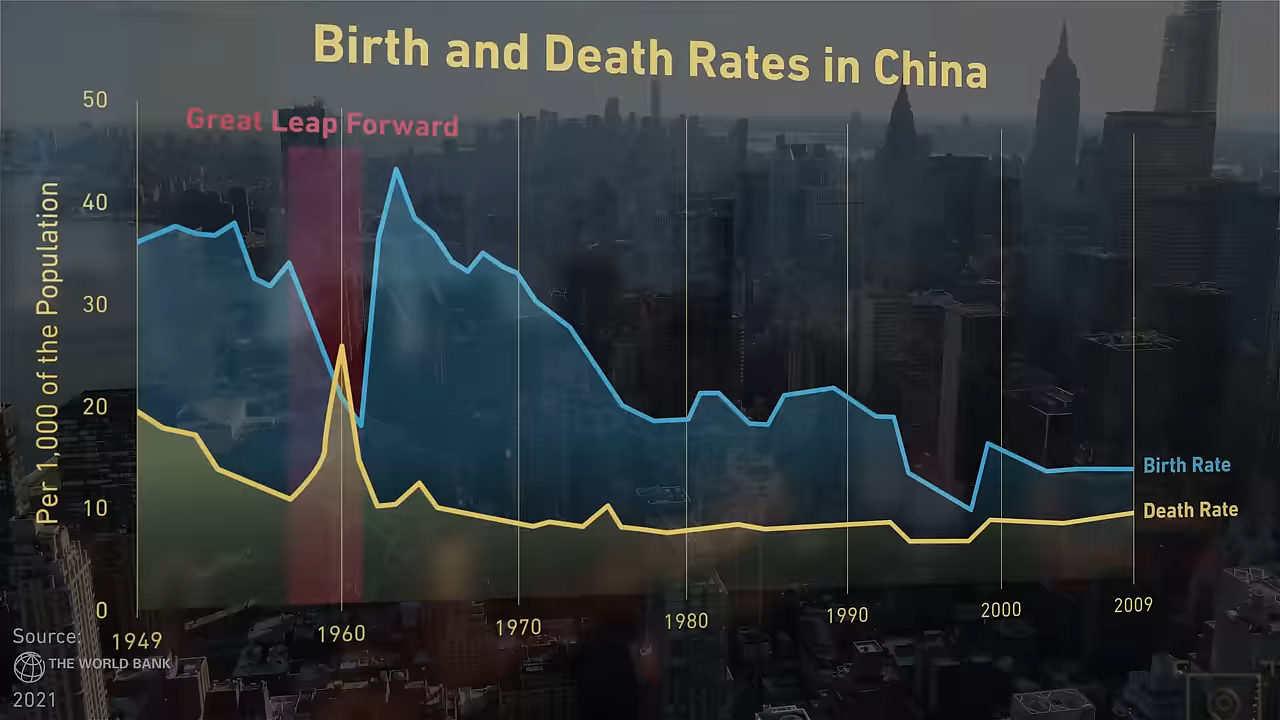 Birth and Death Rates in China
50
Great Leap Forward
40
30
20
10
0
Per 1,000 of the Population
Birth Rate
Death Rate
1949
1960
1970
1980
1990
2000
2009
Source:
THE WORLD BANK
2021